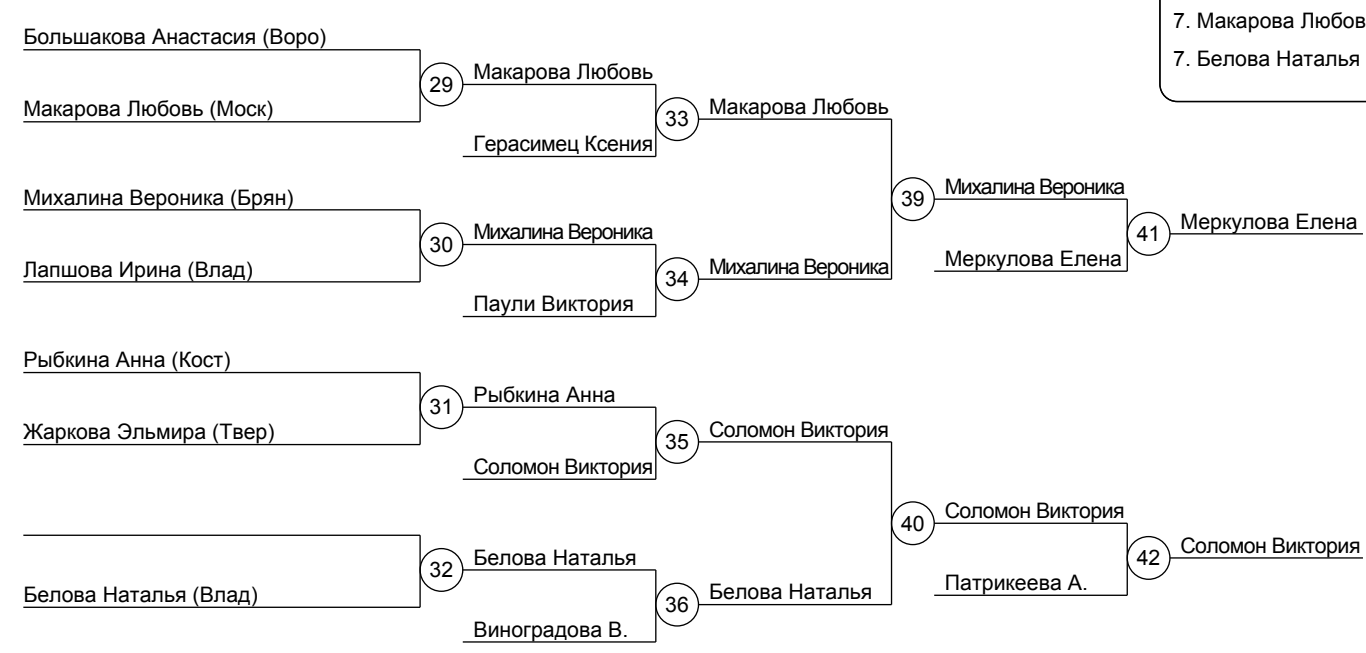 7. Макарова Любов
7. Белова Наталья
Большакова Анастасия (Воро)
29
Макарова Любовь
Макарова Любовь (Моск)
33
Макарова Любовь
Герасимец Ксения
39
Михалина Вероника
Михалина Вероника (Брян)
30
Михалина Вероника
41
Меркулова Елена
Лапшова Ирина (Влад)
34
Михалина Вероника
Меркулова Елена
Паули Виктория
Рыбкина Анна (Кост)
31
Рыбкина Анна
Жаркова Эльмира (Твер)
35
Соломон Виктория
Соломон Виктория
40
Соломон Виктория
32
Белова Наталья
42
Соломон Виктория
Белова Наталья (Влад)
36
Белова Наталья
Патрикеева А.
Виноградова В.